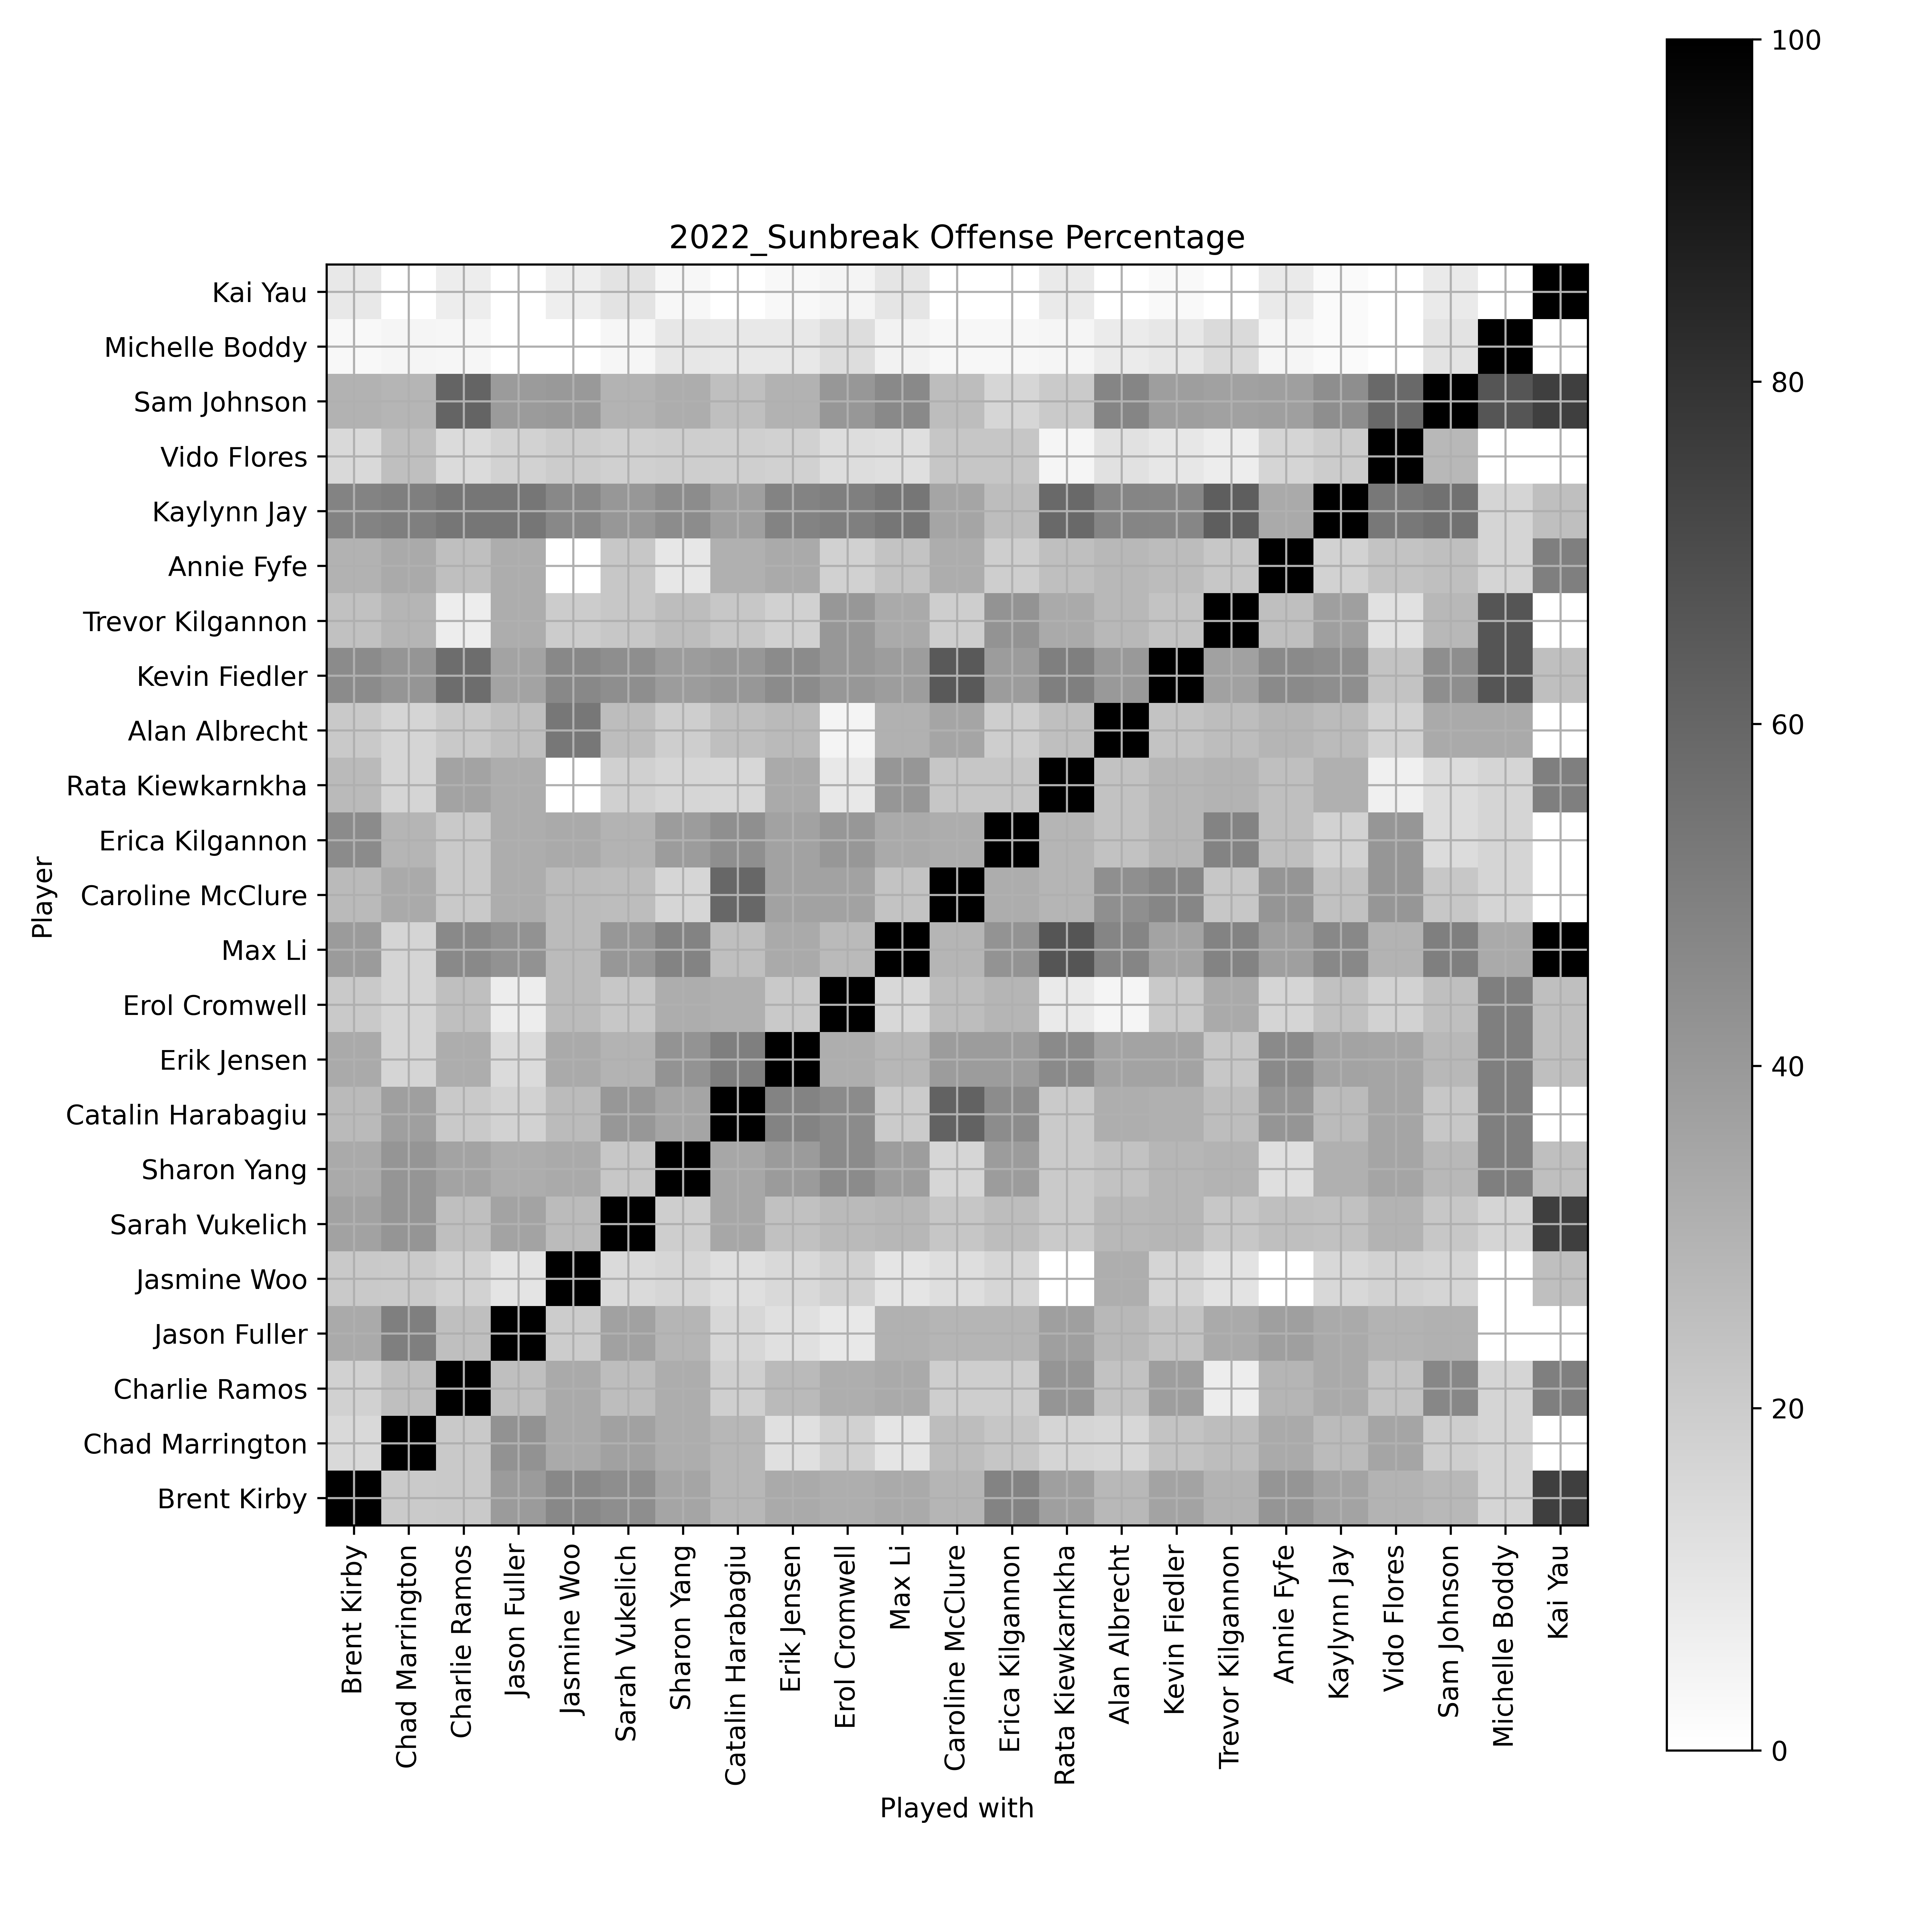 2022_Sunbreak Offense Percentage
Kai Yau
Michelle Boddy
Sam Johnson
Vido Flores
Kaylynn Jay
Annie Fyfe
Trevor Kilgannon
Kevin Fiedler
Alan Albrecht
Rata Kiewkarnkha
Erica Kilgannon
Caroline McClure
Max Li
Erol Cromwell
Erik Jensen
Catalin Harabagiu
Sharon Yang
Sarah Vukelich
Jasmine Woo
Jason Fuller
Charlie Ramos
Chad Marrington
Brent Kirby
Player
Brent Kirby
Chad Marrington
Charlie Ramos
Jason Fuller
Jasmine Woo
Sarah Vukelich
Sharon Yang
Catalin Harabagiu
Erik Jensen
Erol Cromwell
Max Li
Caroline McClure
Erica Kilgannon
Rata Kiewkarnkha
Alan Albrecht
Kevin Fiedler
Trevor Kilgannon
Annie Fyfe
Kaylynn Jay
Vido Flores
Sam Johnson
Michelle Boddy
Kai Yau
Played with
100
80
60
40
20
0